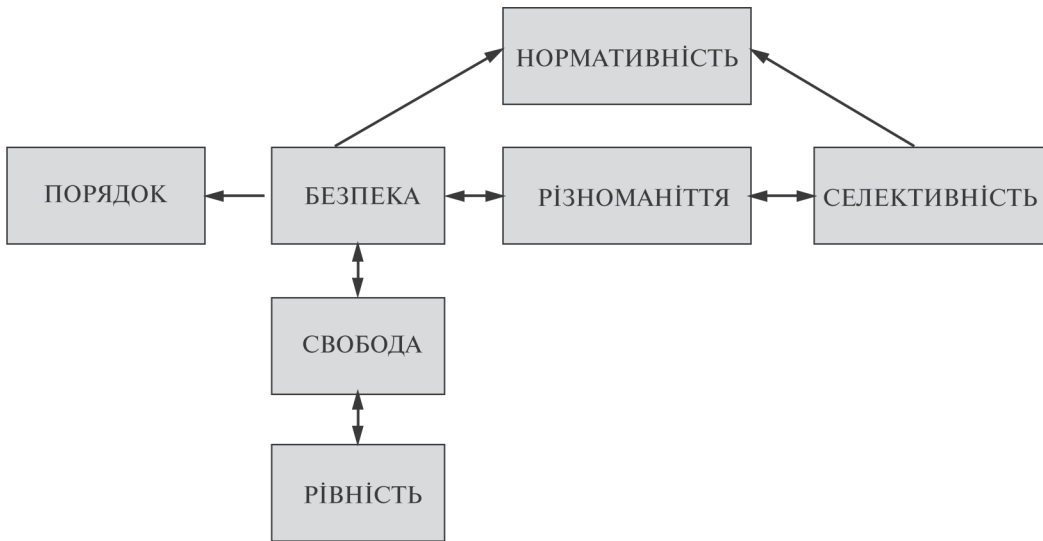 НОРМАТИВНІСТЬ
ПОРЯДОК
БЕЗПЕКА
РІЗНОМАНІТТЯ
СЕЛЕКТИВНІСТЬ
СВОБОДА
РІВНІСТЬ